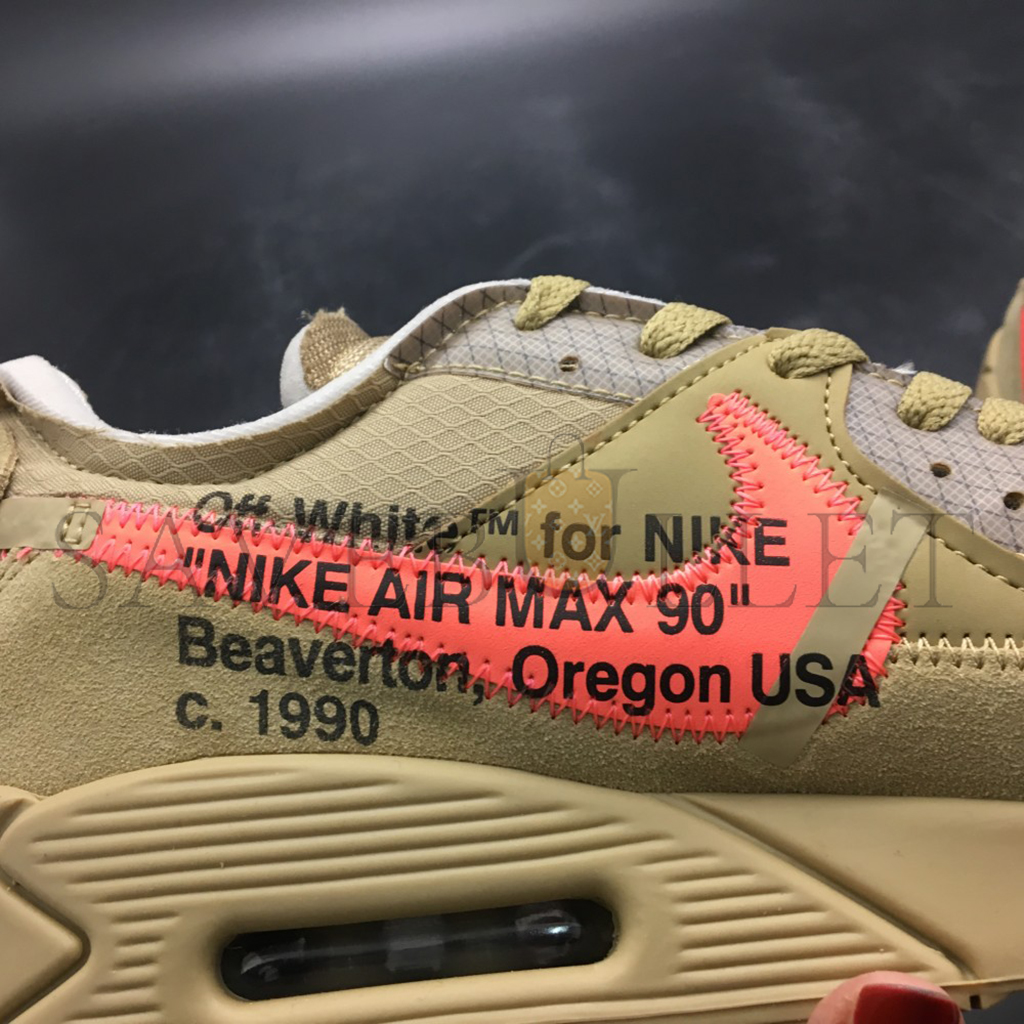 Off-White™ for NIKE
"NIKE AIR MAX 90"
Beaverton, Oregon USA
c. 1990